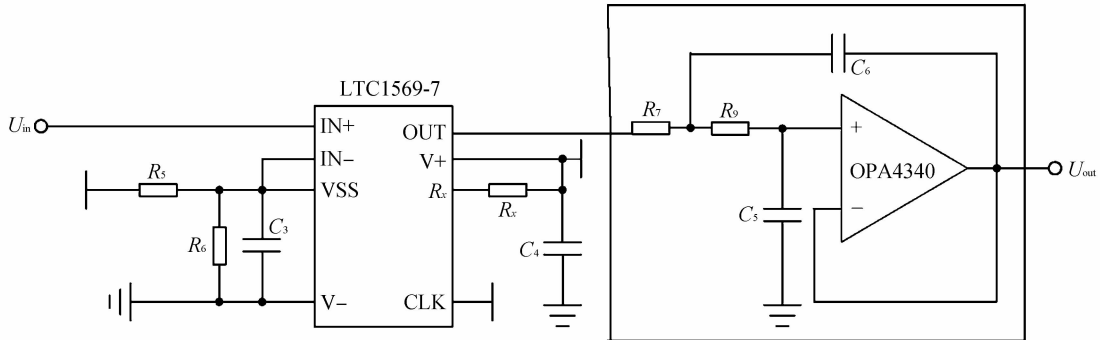 LTC1569-7
Uin
IN+
OUT
IN−
V+
R5
VSS
Rx
Rx
R6
C3
C4
V−
CLK
R7
R9
C6
+
OPA4340
−
C5
Uout